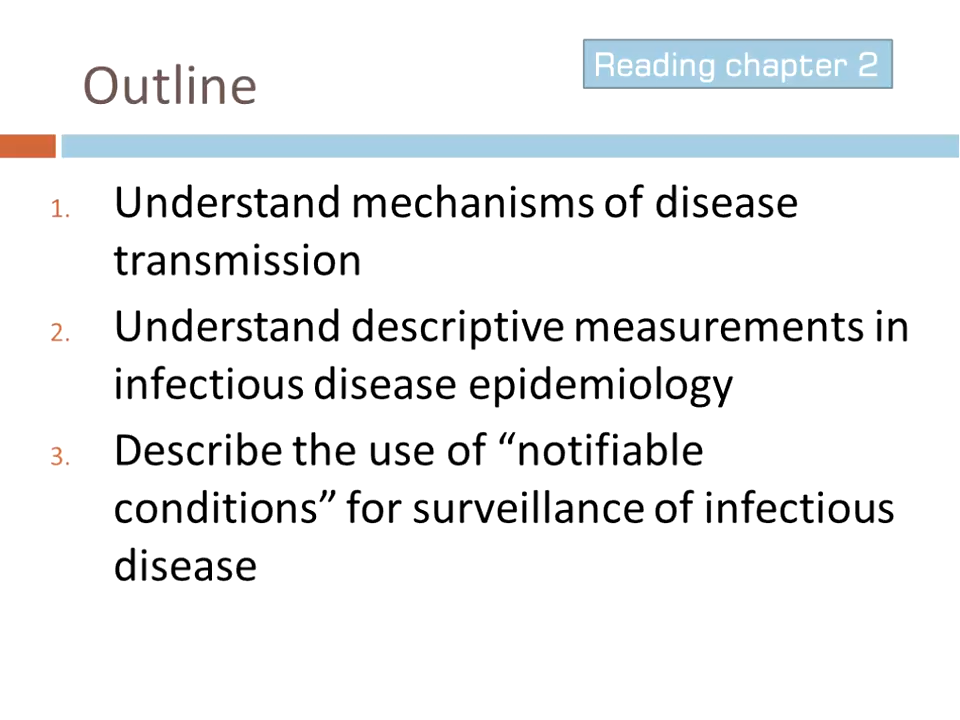 Outline
Reading chapter 2
1. Understand mechanisms of disease
transmission
2. Understand descriptive measurements in
infectious disease epidemiology
3. Describe the use of “notifiable
conditions” for surveillance of infectious
disease